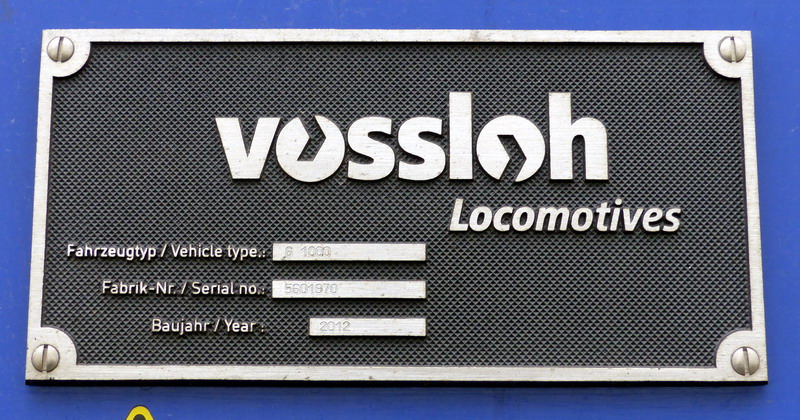 vossloh
Locomotives
Fahrzeugtyp / Vehicle type.: G 1000
Fabrik-Nr. / Serial no.: 5601970
Baujahr / Year : 2012